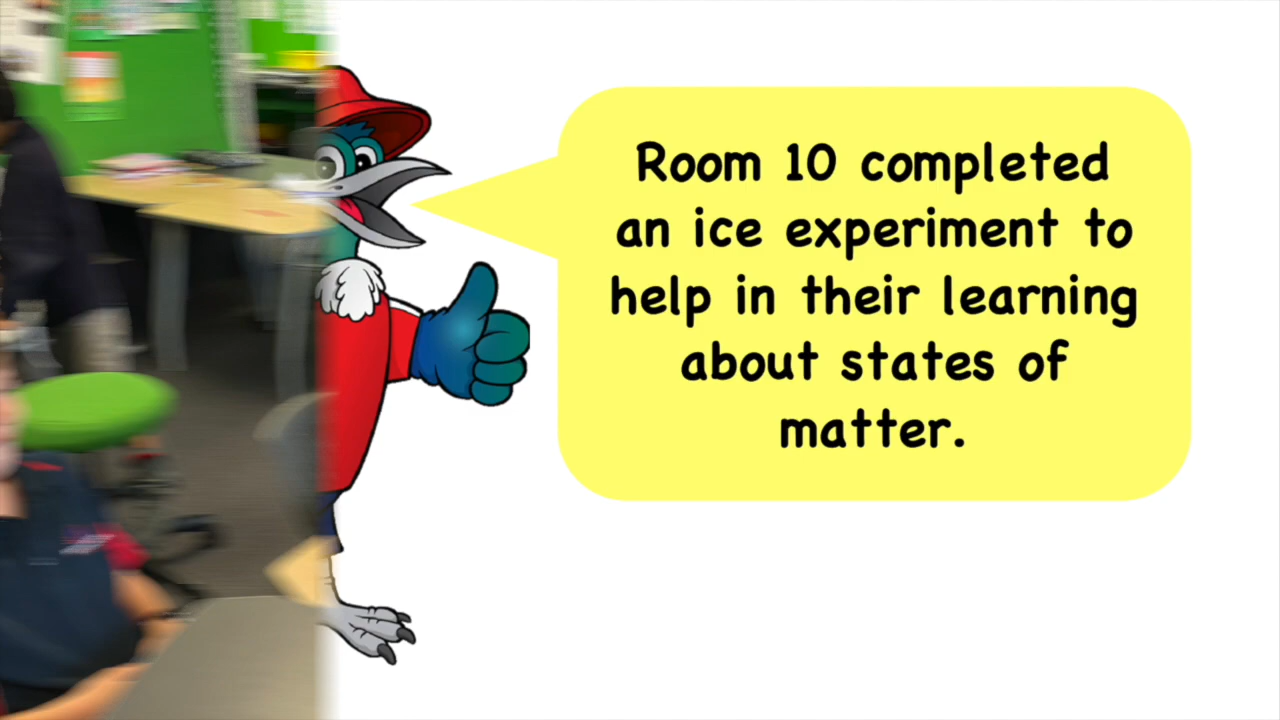 Room 10 completed
an ice experiment to
help in their learning
about states of
matter.